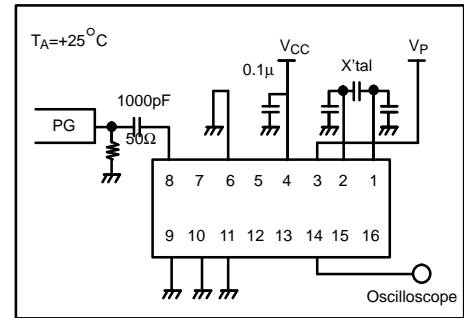 TA=+25°C
VCC
VP
0.1µ
X'tal
1000pF
PG
50Ω
8 7 6 5 4 3 2 1
9 10 11 12 13 14 15 16
Oscilloscope